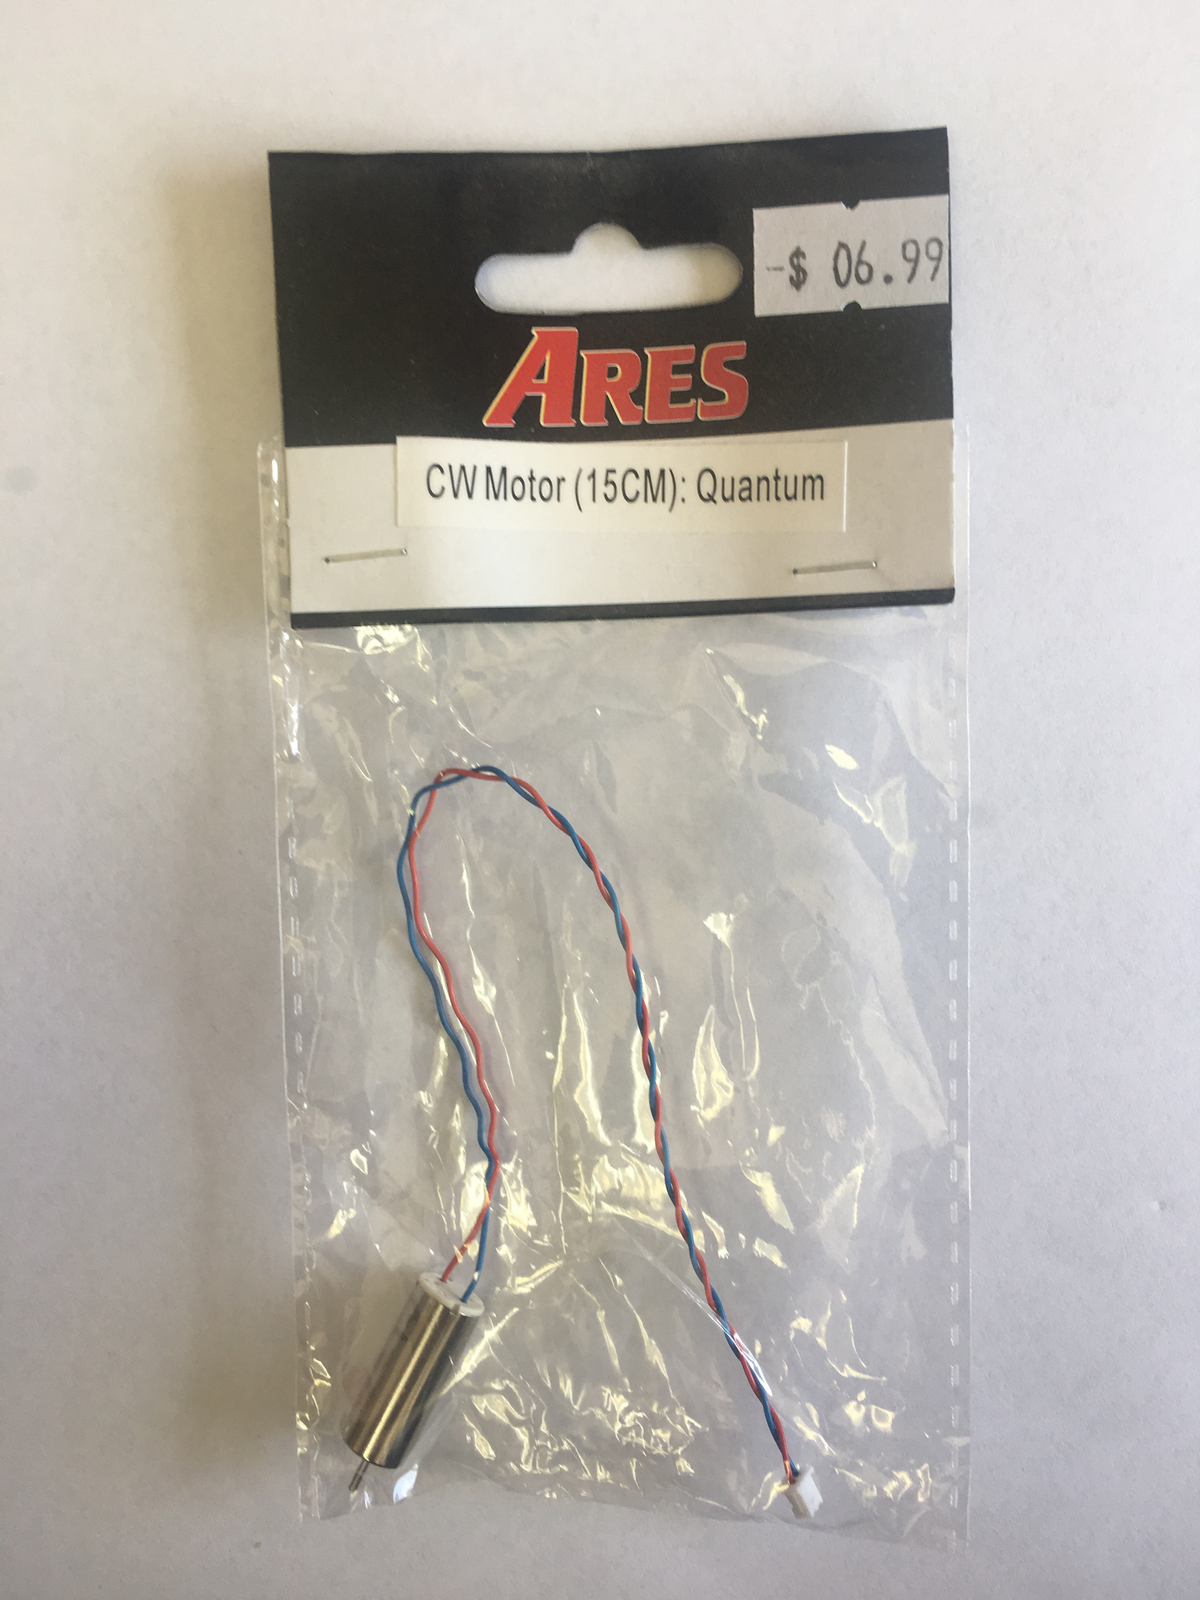 -$ 06.99
ARES
CW Motor (15CM): Quantum